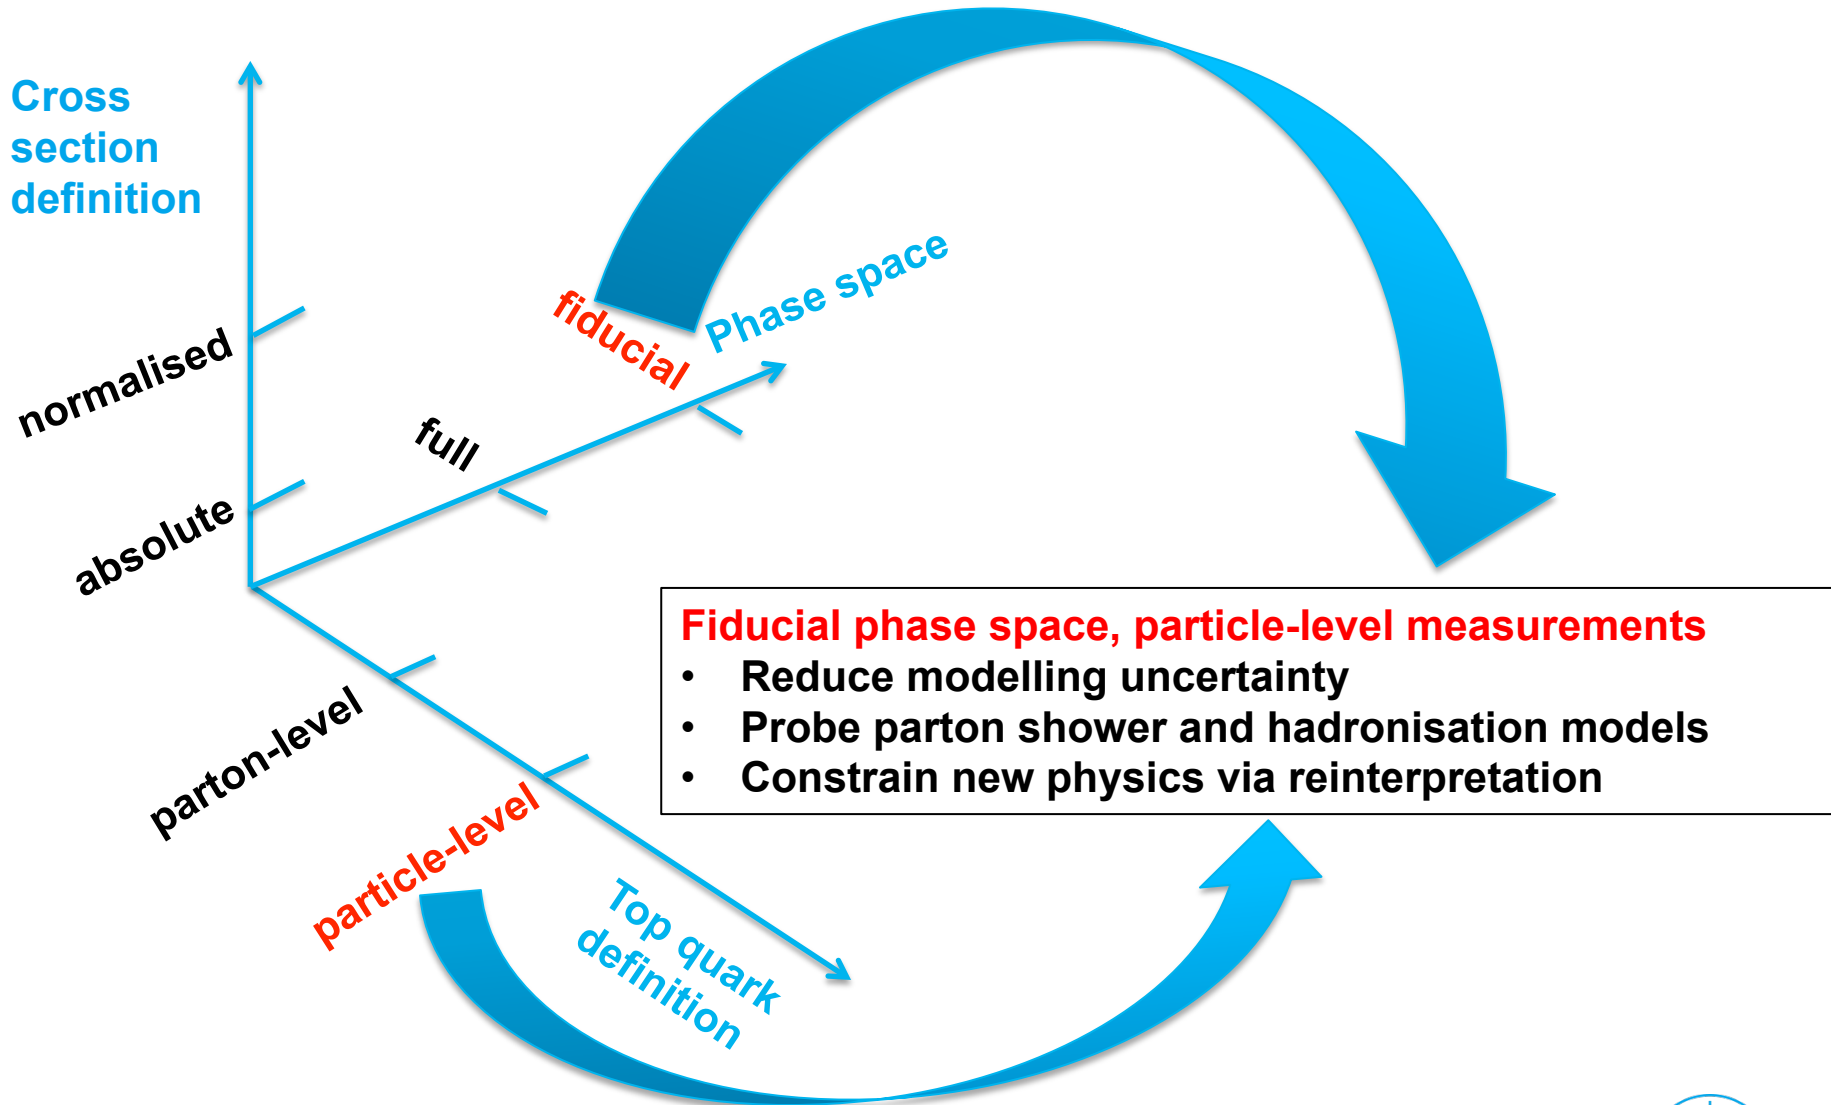 Cross
section
definition
normalised
absolute
fiducial
Phase space
full
parton-level
particle-level
Top quark
definition
Fiducial phase space, particle-level measurements
• Reduce modelling uncertainty
• Probe parton shower and hadronisation models
• Constrain new physics via reinterpretation